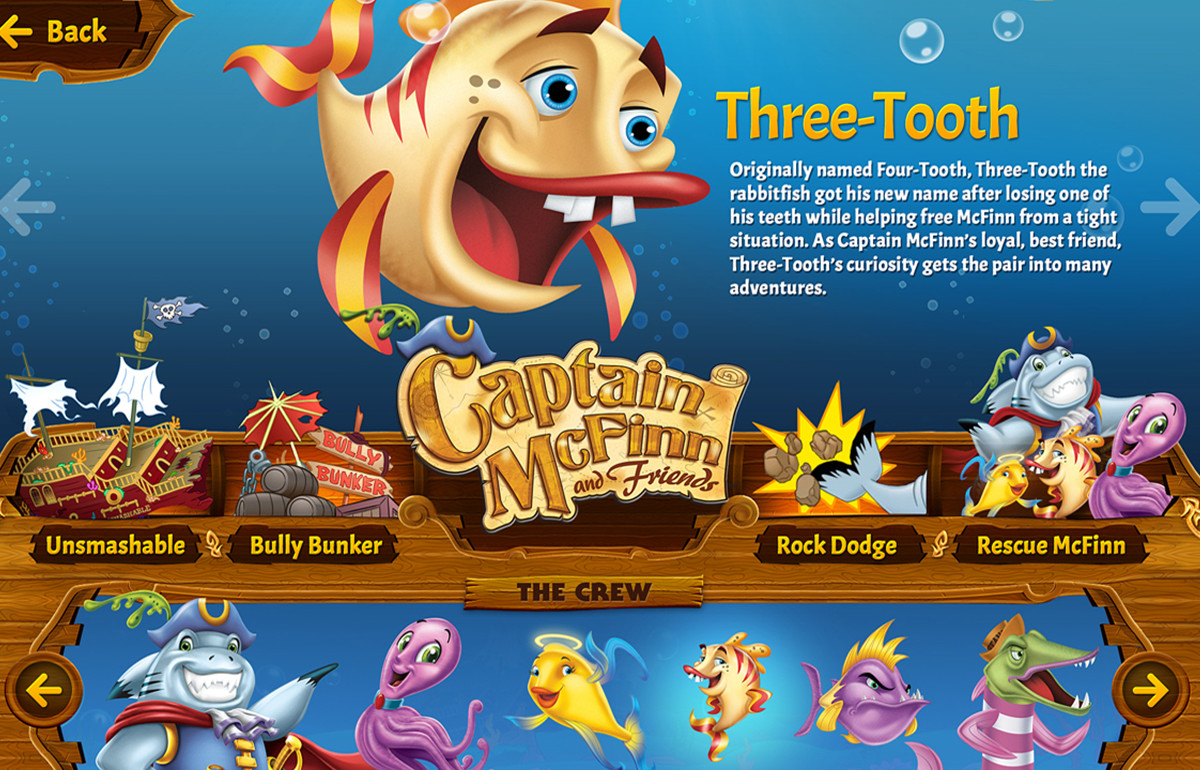 Back
Three-Tooth
Originally named Four-Tooth, Three-Tooth the
rabbitfish got his new name after losing one of
his teeth while helping free McFinn from a tight
situation. As Captain McFinn’s loyal, best friend,
Three-Tooth’s curiosity gets the pair into many
adventures.
Captain
McFinn
and Friends
BULLY
BUNKER
Unsmashable
Bully Bunker
Rock Dodge
Rescue McFinn
THE CREW